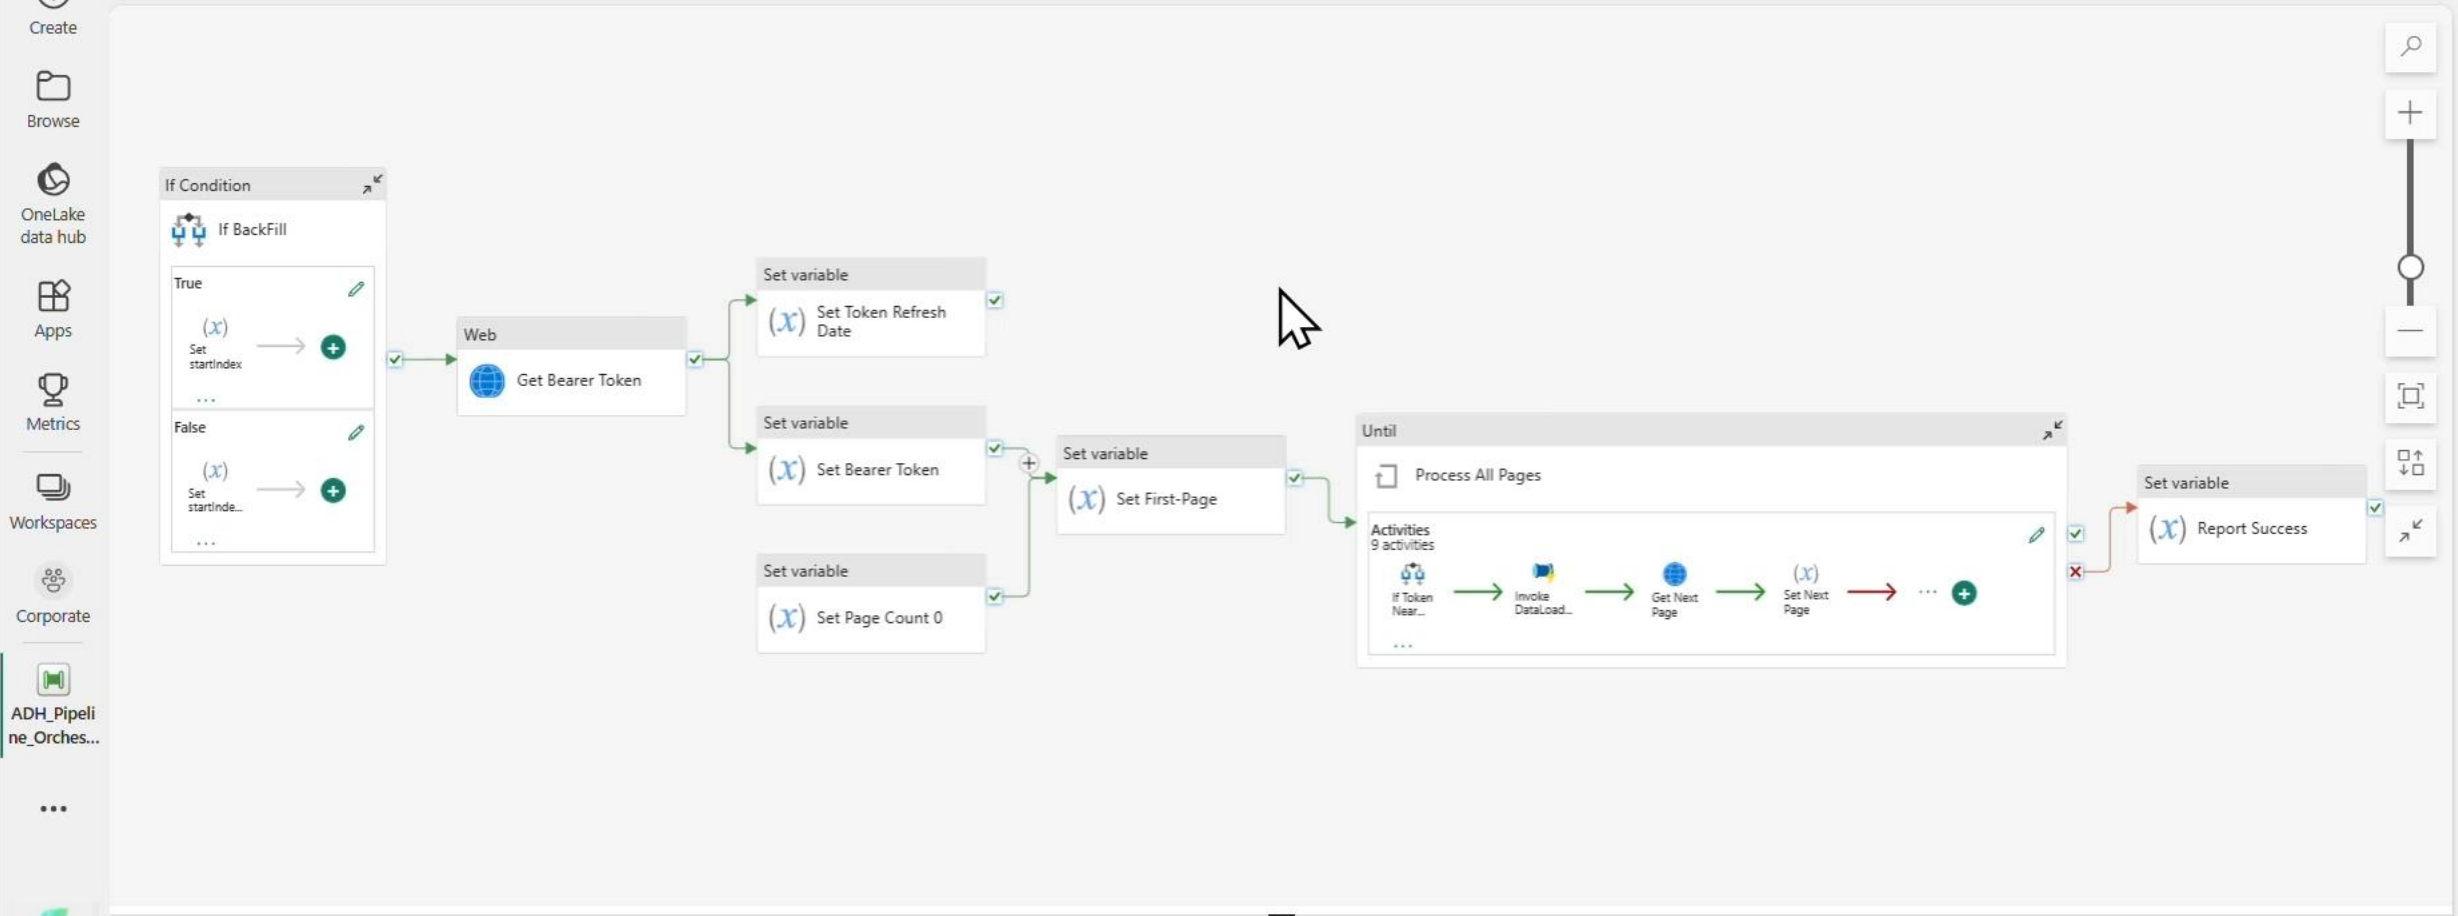 Create
Browse
OneLake
data hub
Apps
Metrics
Workspaces
Corporate
ADH_Pipeli
ne_Orches...
If Condition
If BackFill
True
(x)
Set
startIndex
...
False
(x)
Set
startInde...
...
Web
Get Bearer Token
Set variable
(x) Set Token Refresh
Date
Set variable
(x) Set Bearer Token
Set variable
(x) Set Page Count 0
Set variable
(x) Set First-Page
Until
Process All Pages
Activities
9 activities
If Token
Near...
Invoke
DataLoad...
Get Next
Page
(x)
Set Next
Page
...
...
Set variable
(x) Report Success